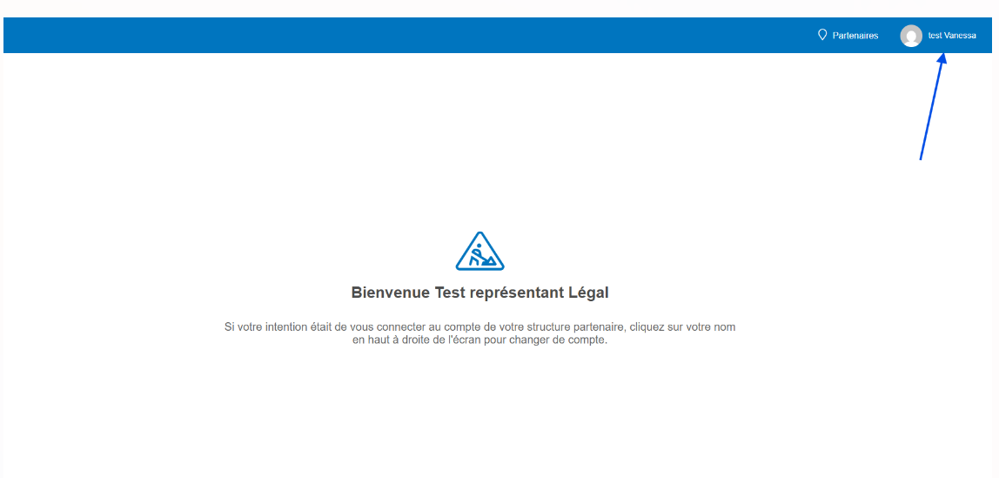 Partenaires
test Vanessa
Bienvenue Test représentant Légal
Si votre intention était de vous connecter au compte de votre structure partenaire, cliquez sur votre nom
en haut à droite de l'écran pour changer de compte.